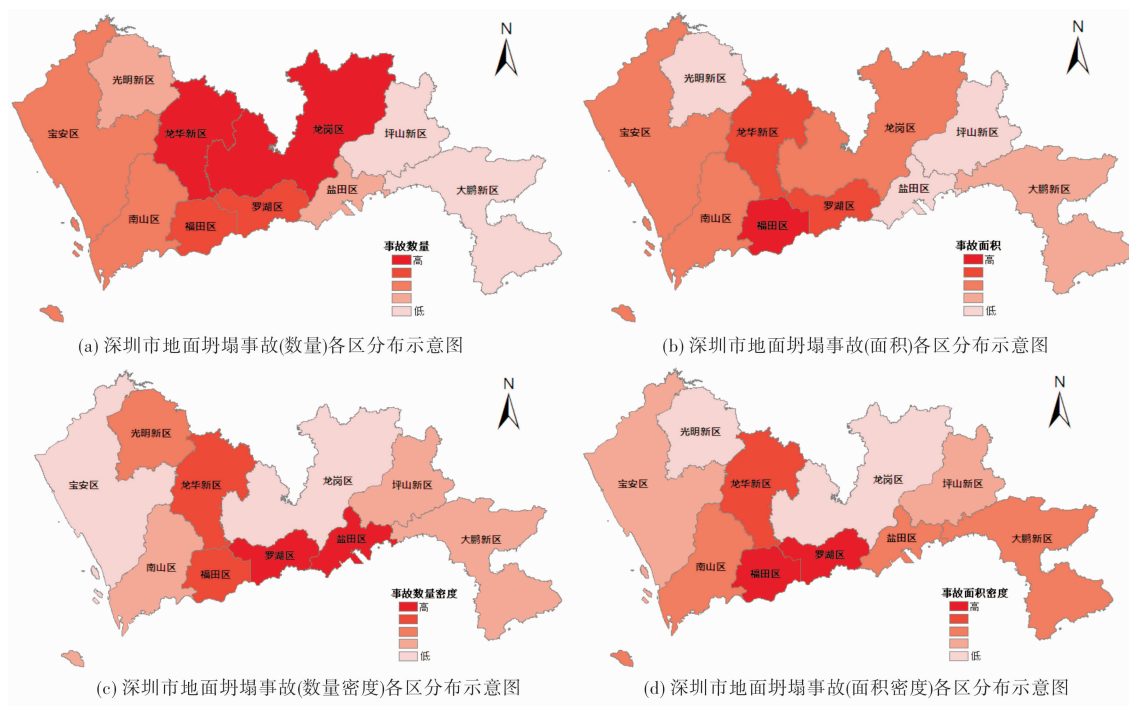 N
光明新区
宝安区
龙华新区
龙岗区
坪山新区
盐田区
大鹏新区
南山区
福田区
罗湖区
事故数量
高
低
(a) 深圳市地面坍塌事故(数量)各区分布示意图
N
光明新区
宝安区
龙华新区
龙岗区
坪山新区
盐田区
大鹏新区
南山区
福田区
罗湖区
事故面积
高
低
(b) 深圳市地面坍塌事故(面积)各区分布示意图
N
光明新区
宝安区
龙华新区
龙岗区
坪山新区
盐田区
大鹏新区
南山区
福田区
罗湖区
事故数量密度
高
低
(c) 深圳市地面坍塌事故(数量密度)各区分布示意图
N
光明新区
宝安区
龙华新区
龙岗区
坪山新区
盐田区
大鹏新区
南山区
福田区
罗湖区
事故面积密度
高
低
(d) 深圳市地面坍塌事故(面积密度)各区分布示意图